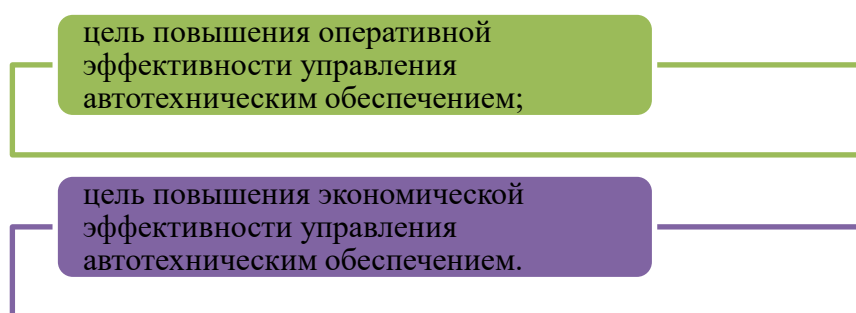 цель повышения оперативной
эффективности управления
автотехническим обеспечением;
цель повышения экономической
эффективности управления
автотехническим обеспечением.